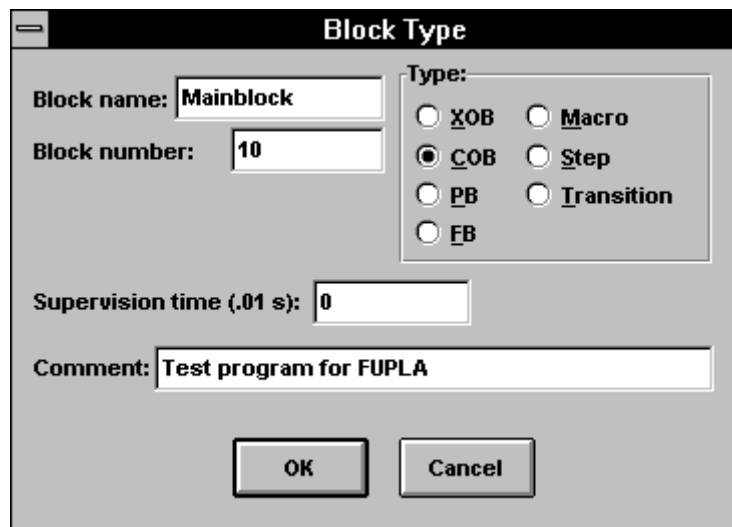 Block Type
Block name: Mainblock
Block number: 10
Type:
XOB Macro
COB Step
PB Transition
FB
Supervision time (.01 s): 0
Comment: Test program for FUPLA
OK Cancel